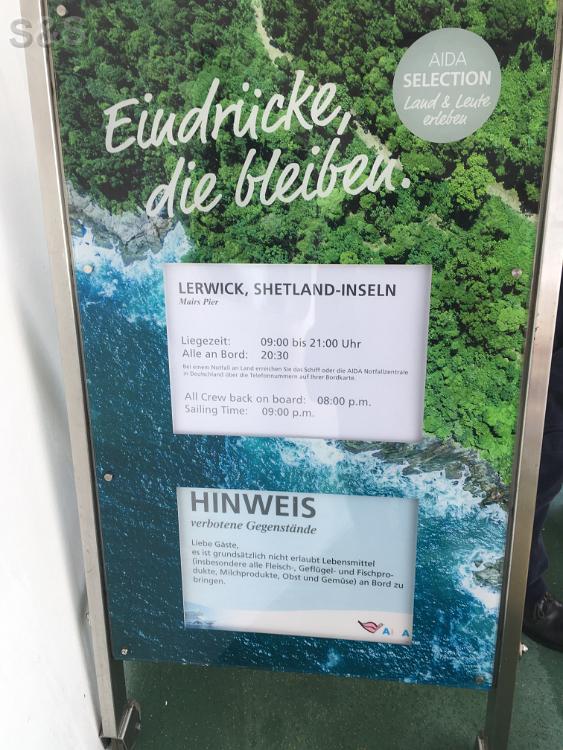 S&S
AIDA
SELECTION
Land & Leute
erleben
Eindrücke,
die bleiben.
LERWICK, SHETLAND-INSELN
Mairs Pier
Liegezeit: 09:00 bis 21:00 Uhr
Alle an Bord: 20:30
Bei einem Notfall an Land erreichen Sie das Schiff oder die AIDA Notfallzentrale
in Deutschland über die Telefonnummern auf Ihrer Bordkarte.
All Crew back on board: 08:00 p.m.
Sailing Time: 09:00 p.m.
HINWEIS
verbotene Gegenstände
Liebe Gäste,
es ist grundsätzlich nicht erlaubt Lebensmittel
(insbesondere alle Fleisch-, Geflügel- und Fischpro-
dukte, Milchprodukte, Obst und Gemüse) an Bord zu
bringen.